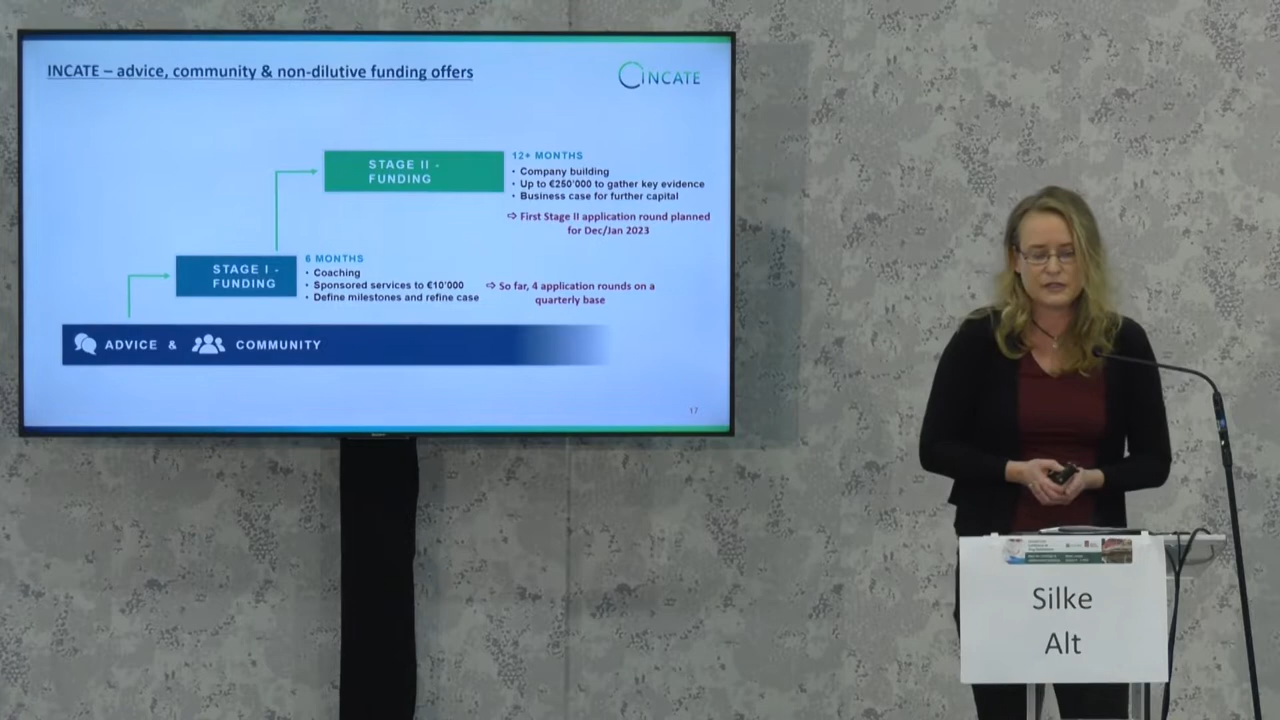 INCATE – advice, community & non-dilutive funding offers
INCATE
STAGE II -
FUNDING
12+ MONTHS
• Company building
• Up to €250'000 to gather key evidence
• Business case for further capital
⇨ First Stage II application round planned
for Dec/Jan 2023
STAGE I -
FUNDING
6 MONTHS
• Coaching
• Sponsored services to €10'000
• Define milestones and refine case
⇨ So far, 4 application rounds on a
quarterly base
ADVICE & COMMUNITY
17
Silke
Alt